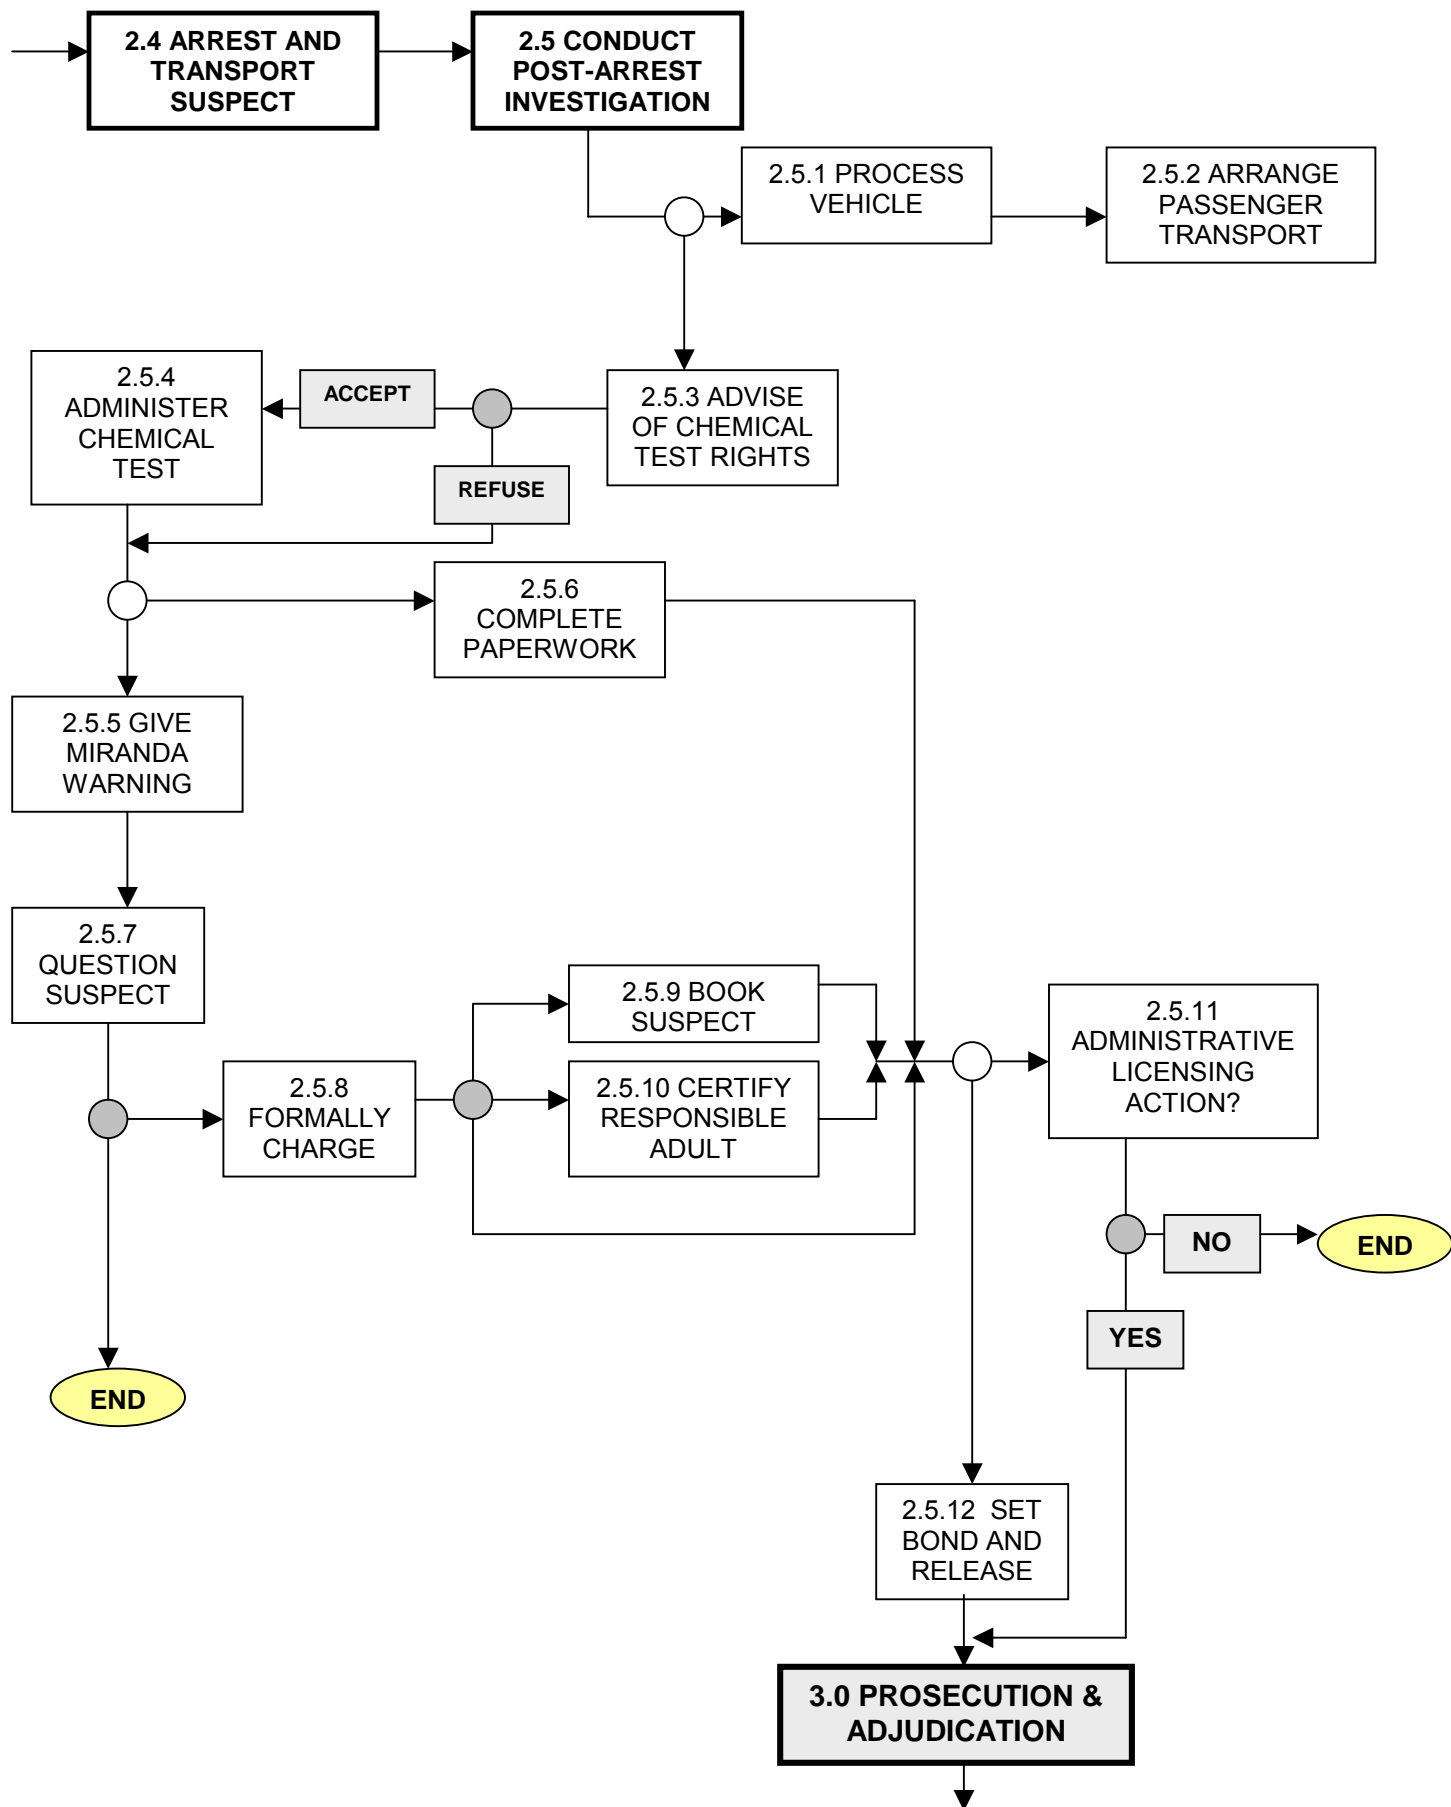 2.4 ARREST AND
TRANSPORT
SUSPECT
2.5 CONDUCT
POST-ARREST
INVESTIGATION
2.5.1 PROCESS
VEHICLE
2.5.2 ARRANGE
PASSENGER
TRANSPORT
2.5.4
ADMINISTER
CHEMICAL
TEST
ACCEPT
2.5.3 ADVISE
OF CHEMICAL
TEST RIGHTS
REFUSE
2.5.6
COMPLETE
PAPERWORK
2.5.5 GIVE
MIRANDA
WARNING
2.5.7
QUESTION
SUSPECT
2.5.8
FORMALLY
CHARGE
2.5.9 BOOK
SUSPECT
2.5.10 CERTIFY
RESPONSIBLE
ADULT
2.5.11
ADMINISTRATIVE
LICENSING
ACTION?
NO
END
YES
END
2.5.12 SET
BOND AND
RELEASE
3.0 PROSECUTION &
ADJUDICATION